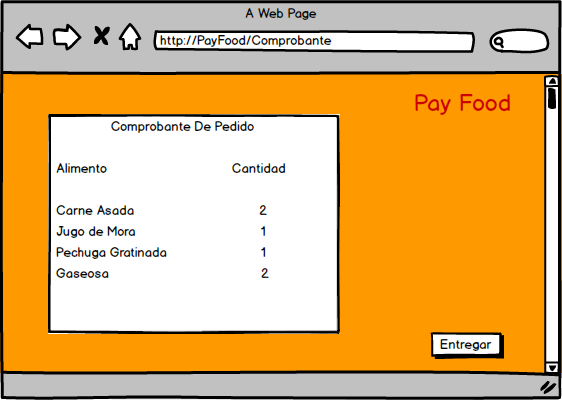 A Web Page
http://PayFood/Comprobante
Pay Food
Comprobante De Pedido
Alimento Cantidad
Carne Asada 2
Jugo de Mora 1
Pechuga Gratinada 1
Gaseosa 2
Entregar